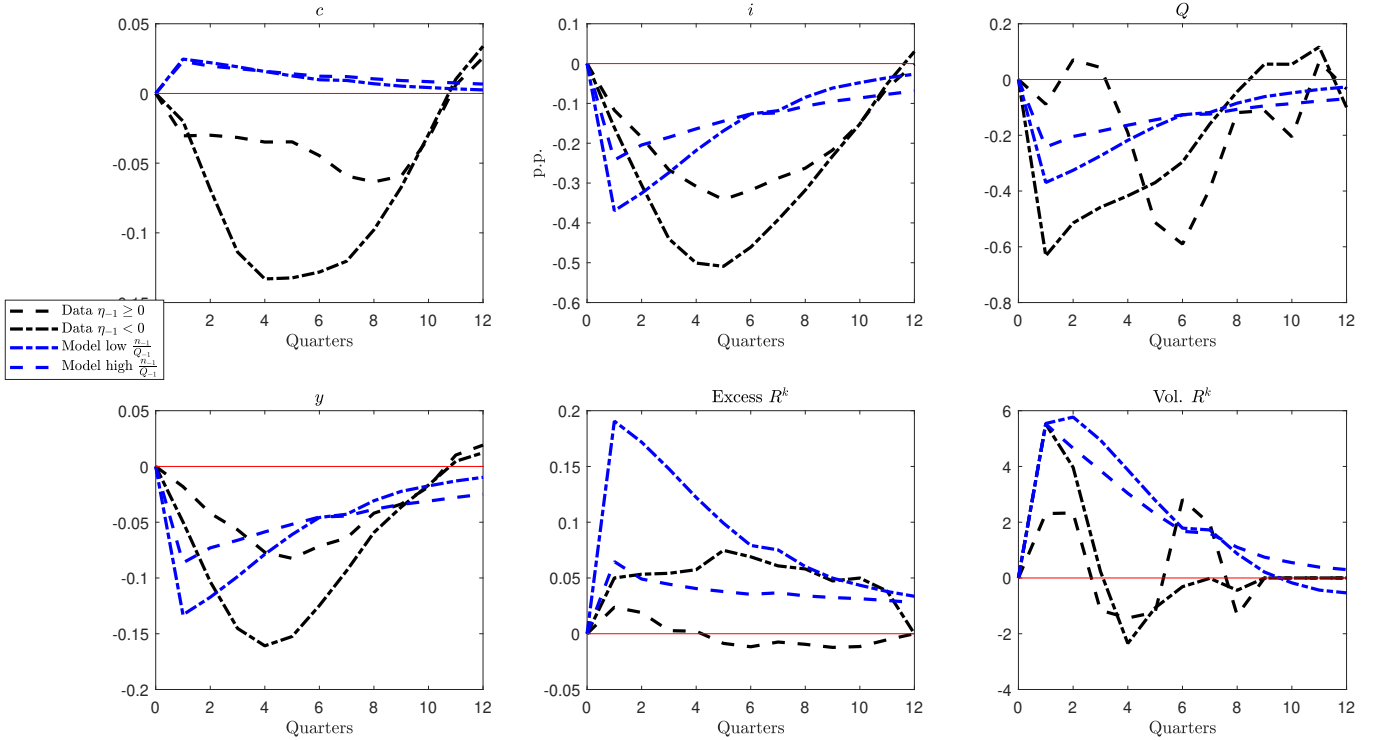 c
0.05
0
-0.05
-0.1
2 4 6 8 10 12
Quarters
i
0.1
0
-0.1
-0.2
-0.3
-0.4
-0.5
-0.6
p.p.
0 2 4 6 8 10 12
Quarters
Q
0.2
0
-0.2
-0.4
-0.6
-0.8
0 2 4 6 8 10 12
Quarters
Data η₋₁ ≥ 0
Data η₋₁ < 0
Model low n₋₁/Q₋₁
Model high n₋₁/Q₋₁
y
0.05
0
-0.05
-0.1
-0.15
-0.2
0 2 4 6 8 10 12
Quarters
Excess Rᵏ
0.2
0.15
0.1
0.05
0
-0.05
0 2 4 6 8 10 12
Quarters
Vol. Rᵏ
6
4
2
0
-2
-4
0 2 4 6 8 10 12
Quarters